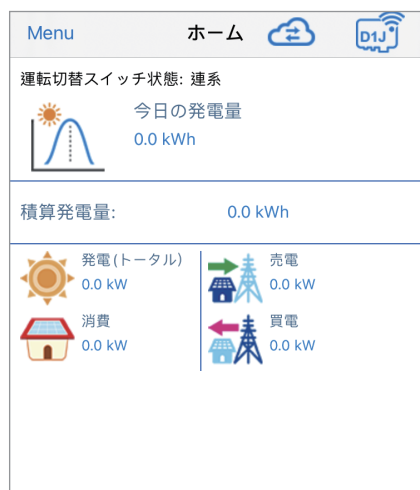 Menu ホーム D1J
運転切替スイッチ状態: 連系
今日の発電量
0.0 kWh
積算発電量: 0.0 kWh
発電(トータル) 売電
0.0 kW 0.0 kW
消費 買電
0.0 kW 0.0 kW